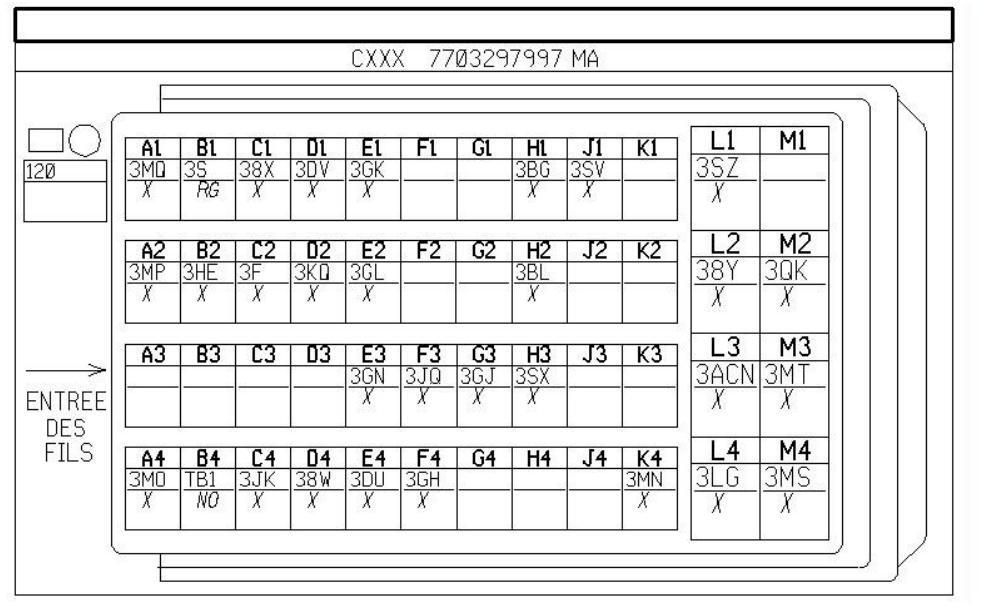 CXXX 7703297997 MA
120
A1 B1 C1 D1 E1 F1 G1 H1 J1 K1 L1 M1
3MQ 3S 38X 3DV 3GK 3BG 3SV 3SZ
X RG X X X X X X
A2 B2 C2 D2 E2 F2 G2 H2 J2 K2 L2 M2
3MP 3HE 3F 3KQ 3GL 3BL 38Y 3QK
X X X X X X X X
A3 B3 C3 D3 E3 F3 G3 H3 J3 K3 L3 M3
3GN 3JQ 3GJ 3SX 3ACN 3MT
X X X X X X
ENTREE
DES
FILS
A4 B4 C4 D4 E4 F4 G4 H4 J4 K4 L4 M4
3MO TB1 3JK 38W 3DU 3GH 3MN 3LG 3MS
X NO X X X X X X X